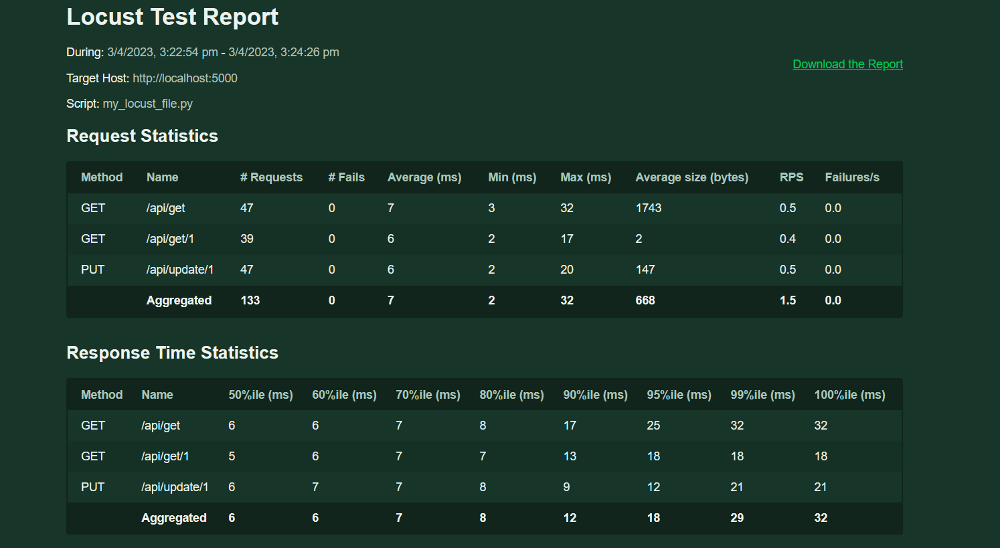 Locust Test Report
During: 3/4/2023, 3:22:54 pm - 3/4/2023, 3:24:26 pm
Download the Report
Target Host: http://localhost:5000
Script: my_locust_file.py
Request Statistics
Method Name # Requests # Fails Average (ms) Min (ms) Max (ms) Average size (bytes) RPS Failures/s
GET /api/get 47 0 7 3 32 1743 0.5 0.0
GET /api/get/1 39 0 6 2 17 2 0.4 0.0
PUT /api/update/1 47 0 6 2 20 147 0.5 0.0
Aggregated 133 0 7 2 32 668 1.5 0.0
Response Time Statistics
Method Name 50%ile (ms) 60%ile (ms) 70%ile (ms) 80%ile (ms) 90%ile (ms) 95%ile (ms) 99%ile (ms) 100%ile (ms)
GET /api/get 6 6 7 8 17 25 32 32
GET /api/get/1 5 6 7 7 13 18 18 18
PUT /api/update/1 6 7 7 8 9 12 21 21
Aggregated 6 6 7 8 12 18 29 32